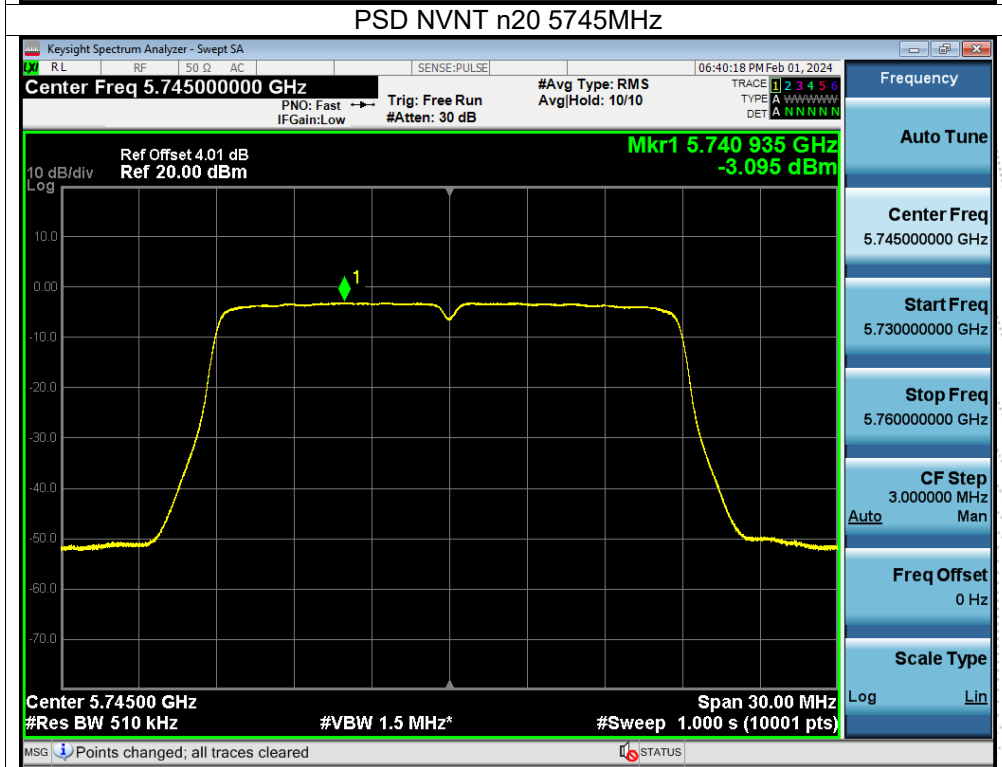 PSD NVNT n20 5745MHz
Keysight Spectrum Analyzer - Swept SA
LXI RL RF 50 Ω AC SENSE:PULSE 06:40:18 PM Feb 01, 2024
Center Freq 5.745000000 GHz #Avg Type: RMS TRACE 1 2 3 4 5 6
PNO: Fast Trig: Free Run Avg|Hold: 10/10 TYPE A WWWWW
IFGain:Low #Atten: 30 dB DET A N N N N N
Mkr1 5.740 935 GHz
-3.095 dBm
Ref Offset 4.01 dB
10 dB/div Ref 20.00 dBm
Log
1
10.0
0.00
-10.0
-20.0
-30.0
-40.0
-50.0
-60.0
-70.0
Center 5.74500 GHz Span 30.00 MHz
#Res BW 510 kHz #VBW 1.5 MHz* #Sweep 1.000 s (10001 pts)
MSG Points changed; all traces cleared STATUS
Frequency
Auto Tune
Center Freq
5.745000000 GHz
Start Freq
5.730000000 GHz
Stop Freq
5.760000000 GHz
CF Step
3.000000 MHz
Auto Man
Freq Offset
0 Hz
Scale Type
Log Lin